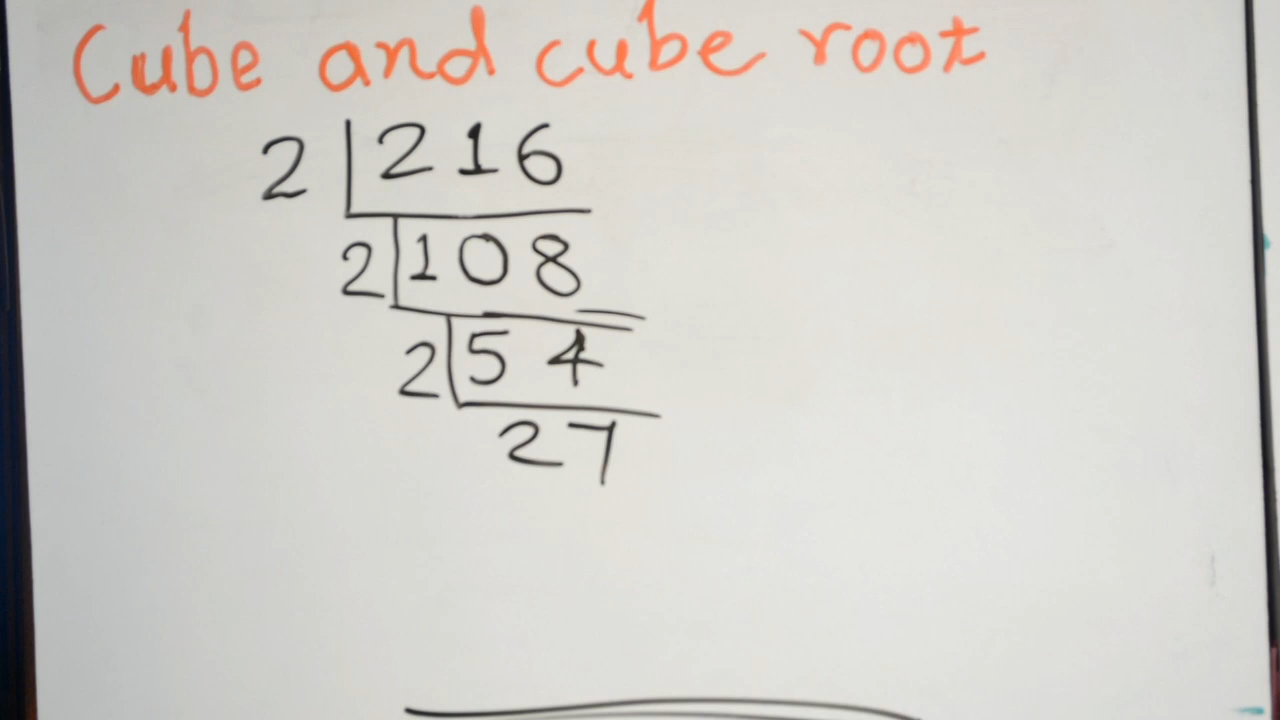 Cube and cube root
2 | 216
2 | 108
2 | 54
27